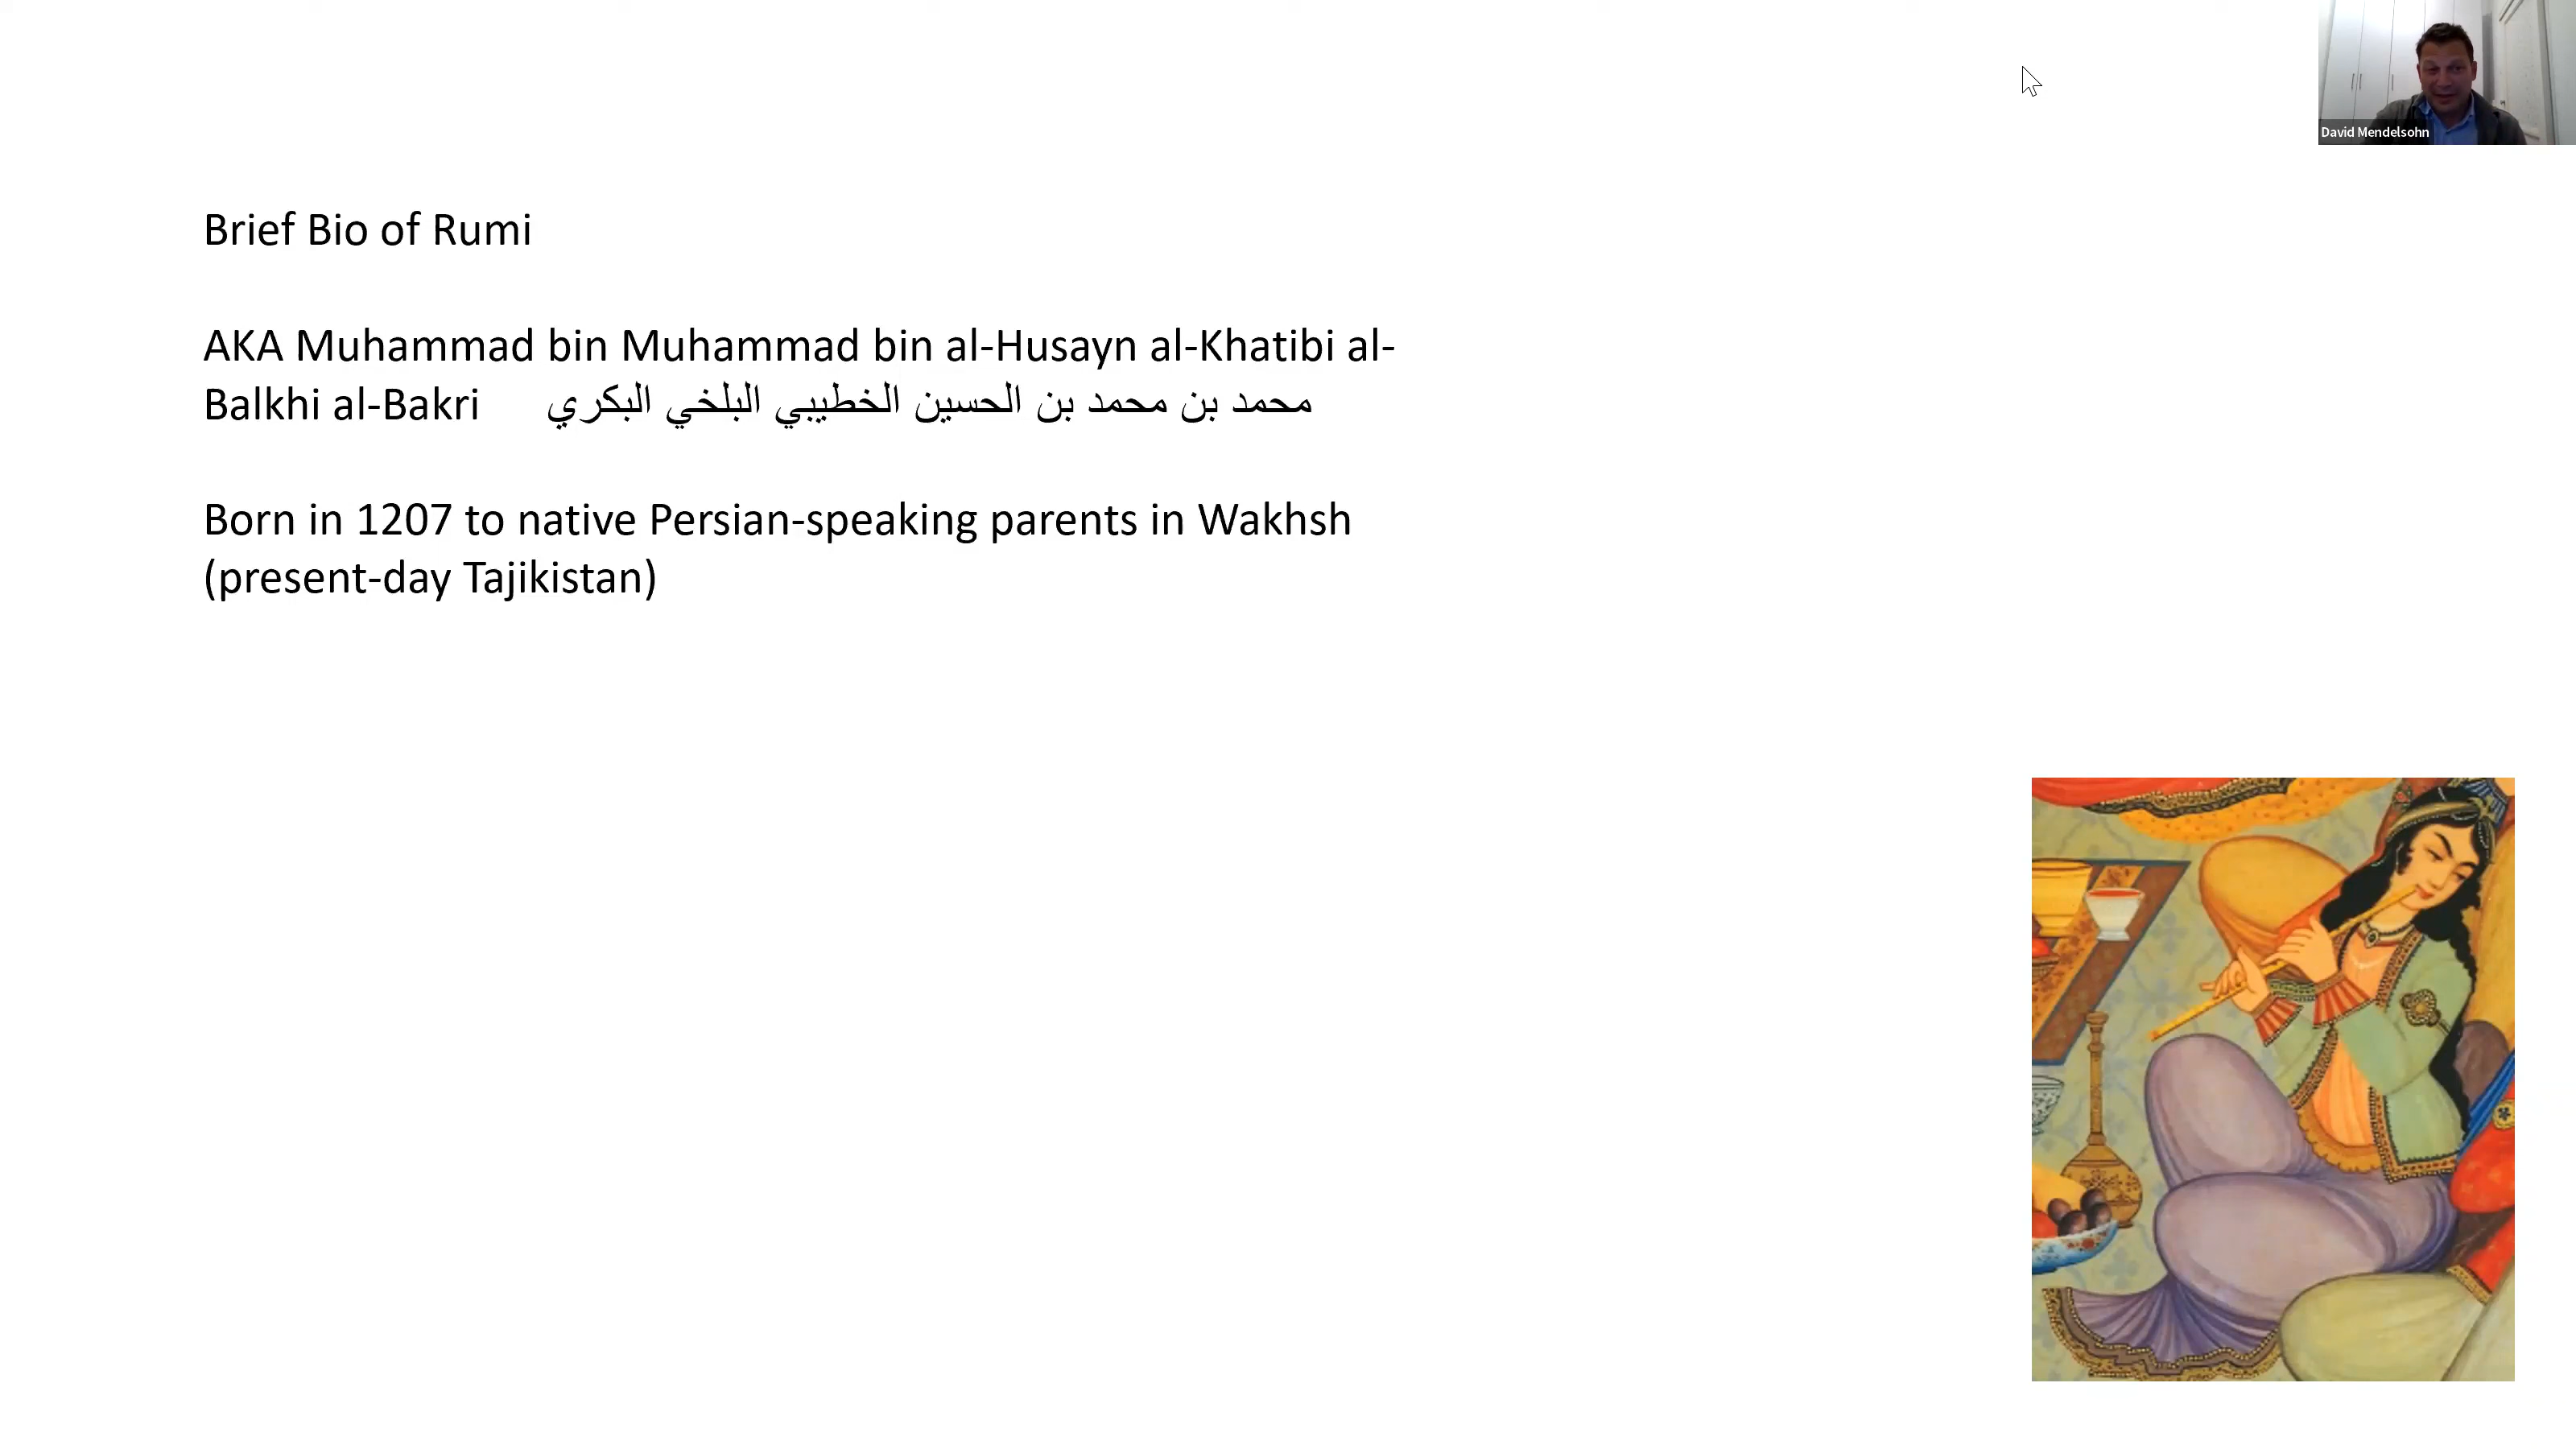 David Mendelsohn
Brief Bio of Rumi
AKA Muhammad bin Muhammad bin al-Husayn al-Khatibi al-
Balkhi al-Bakri محمد بن محمد بن الحسين الخطيبي البلخي البكري
Born in 1207 to native Persian-speaking parents in Wakhsh
(present-day Tajikistan)